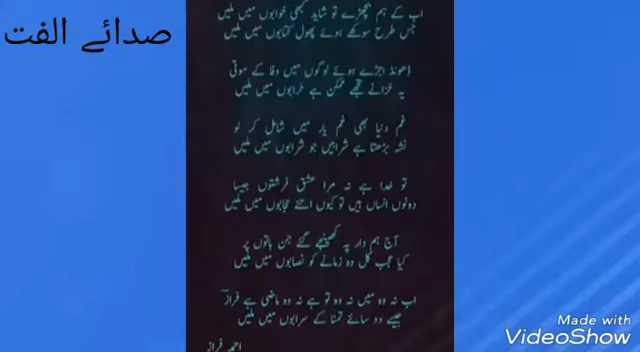 صدائے الفت
اب کے ہم بچھڑے تو شاید کبھی خوابوں میں ملیں
جس طرح سوکھے ہوئے پھول کتابوں میں ملیں
ڈھونڈ اجڑے ہوئے لوگوں میں وفا کے موتی
یہ خزانے تجھے ممکن ہے خرابوں میں ملیں
غم دنیا بھی غم یار میں شامل کر لو
نشہ بڑھتا ہے شرابیں جو شرابوں میں ملیں
تو خدا ہے نہ مرا عشق فرشتوں جیسا
دونوں انساں ہیں تو کیوں اتنے حجابوں میں ملیں
آج ہم دار پہ کھینچے گئے جن باتوں پر
کیا عجب کل وہ زمانے کو نصابوں میں ملیں
اب نہ وہ میں نہ وہ تو ہے نہ وہ ماضی ہے فرازؔ
جیسے دو سائے تمنا کے سرابوں میں ملیں
احمد فراز
Made with
VideoShow